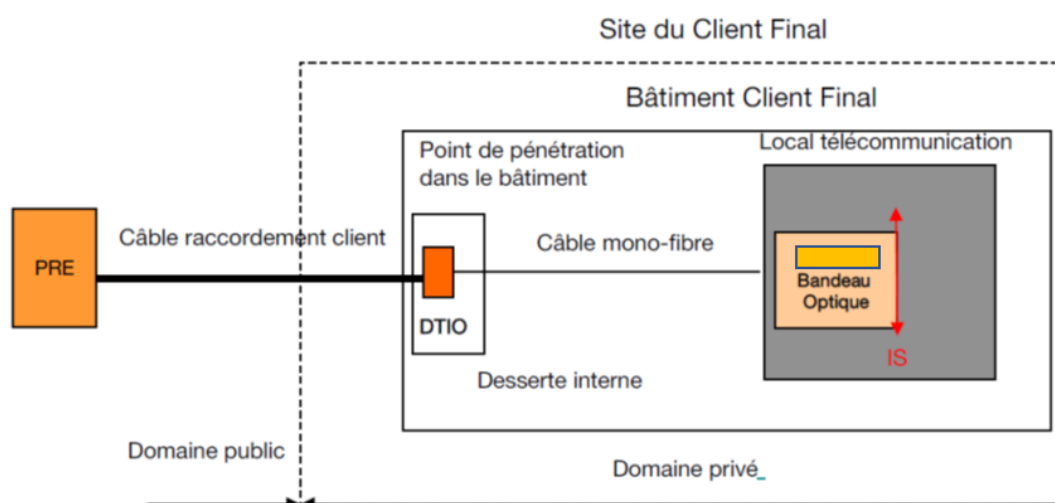 Site du Client Final
Bâtiment Client Final
Point de pénétration
dans le bâtiment
Local télécommunication
Câble raccordement client
Câble mono-fibre
PRE
Bandeau
Optique
DTIO
IS
Desserte interne
Domaine public
Domaine privé_